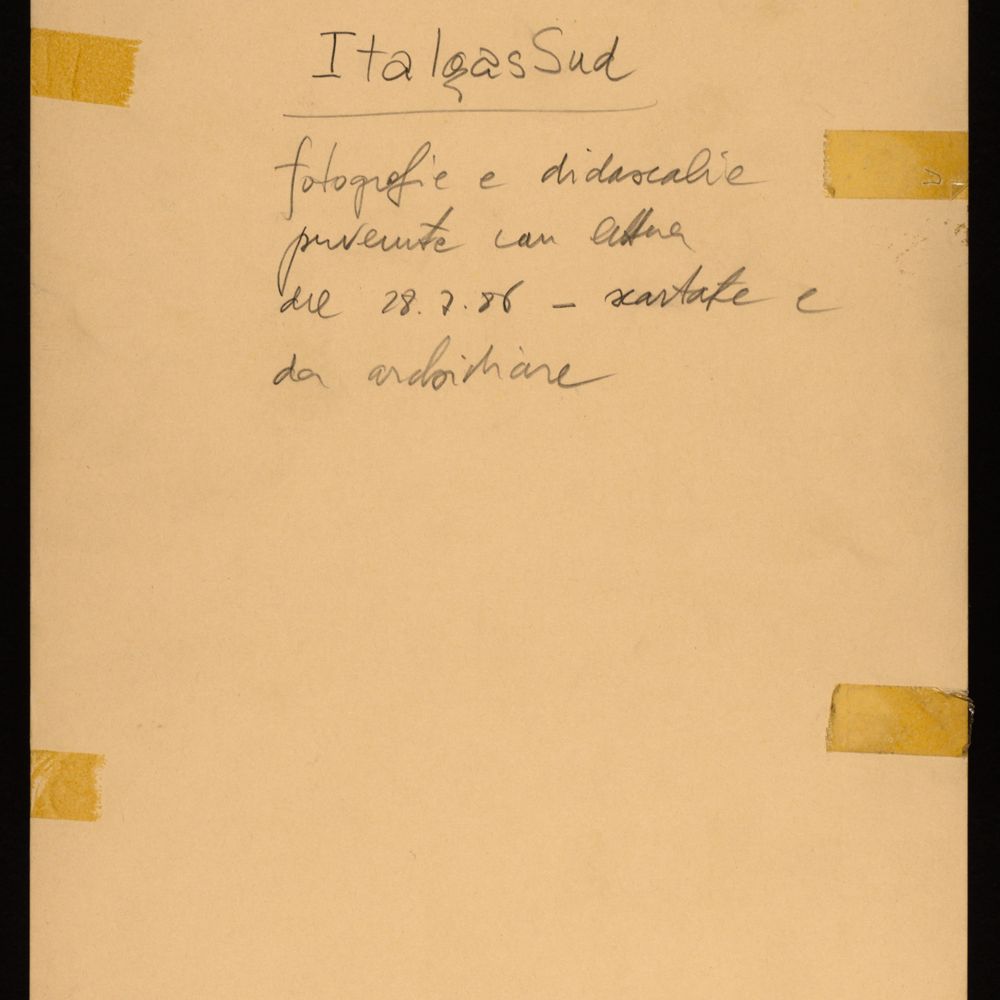 ItalgasSud
fotografie e didascalie
pervenute con lettera
del 28.7.86 - scartate e
da archiviare